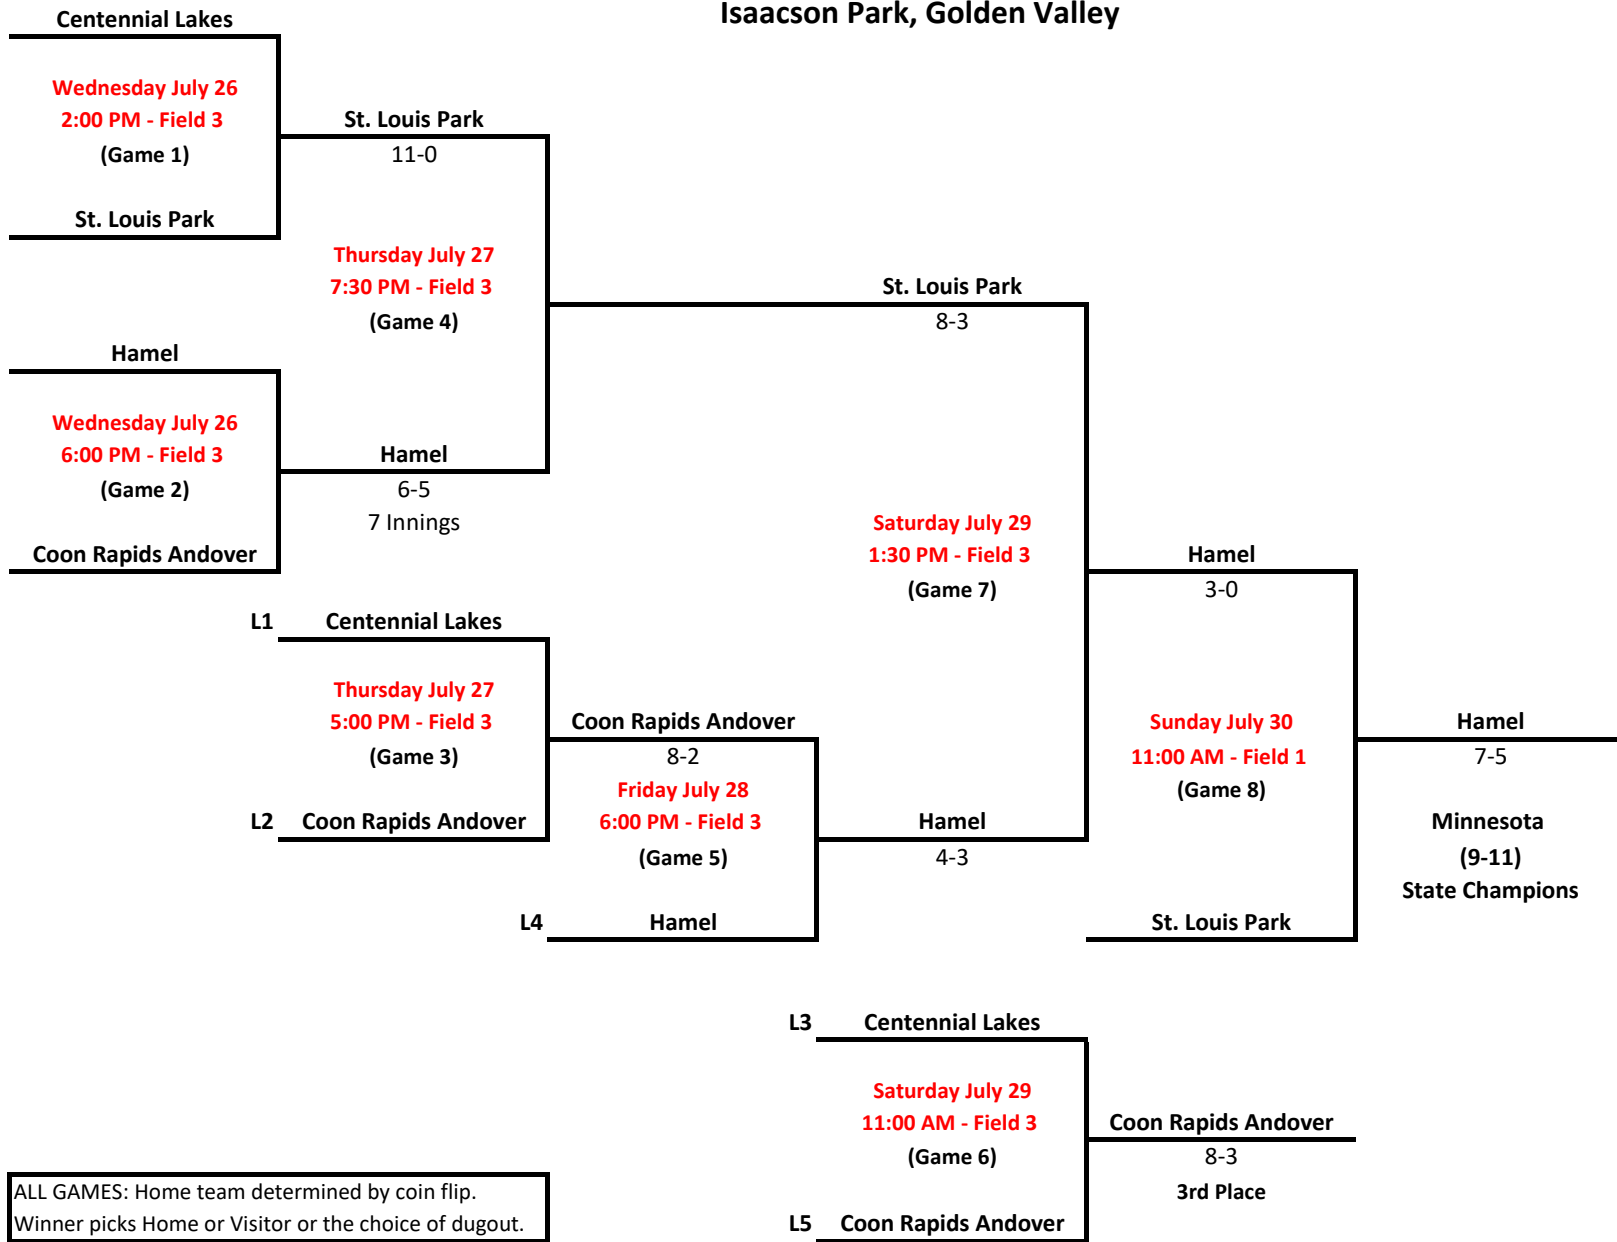 Isaacson Park, Golden Valley
Centennial Lakes
Wednesday July 26
2:00 PM - Field 3
(Game 1)
St. Louis Park
St. Louis Park
11-0
Thursday July 27
7:30 PM - Field 3
(Game 4)
Hamel
Wednesday July 26
6:00 PM - Field 3
(Game 2)
Coon Rapids Andover
Hamel
6-5
7 Innings
St. Louis Park
8-3
Saturday July 29
1:30 PM - Field 3
(Game 7)
Hamel
3-0
L1 Centennial Lakes
Thursday July 27
5:00 PM - Field 3
(Game 3)
L2 Coon Rapids Andover
Coon Rapids Andover
8-2
Friday July 28
6:00 PM - Field 3
(Game 5)
L4 Hamel
Hamel
4-3
Sunday July 30
11:00 AM - Field 1
(Game 8)
St. Louis Park
Hamel
7-5
Minnesota
(9-11)
State Champions
L3 Centennial Lakes
Saturday July 29
11:00 AM - Field 3
(Game 6)
L5 Coon Rapids Andover
Coon Rapids Andover
8-3
3rd Place
ALL GAMES: Home team determined by coin flip.
Winner picks Home or Visitor or the choice of dugout.